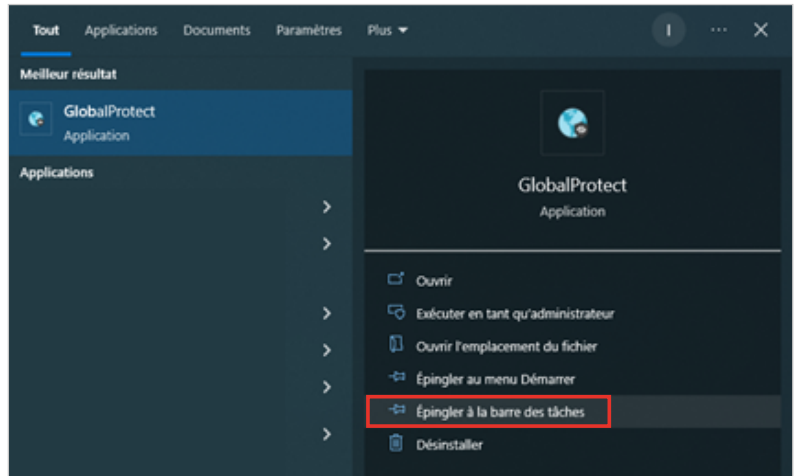 Tout Applications Documents Paramètres Plus I ...
Meilleur résultat
GlobalProtect
Application
Applications
GlobalProtect
Application
Ouvrir
Exécuter en tant qu'administrateur
Ouvrir l'emplacement du fichier
Épingler au menu Démarrer
Épingler à la barre des tâches
Désinstaller